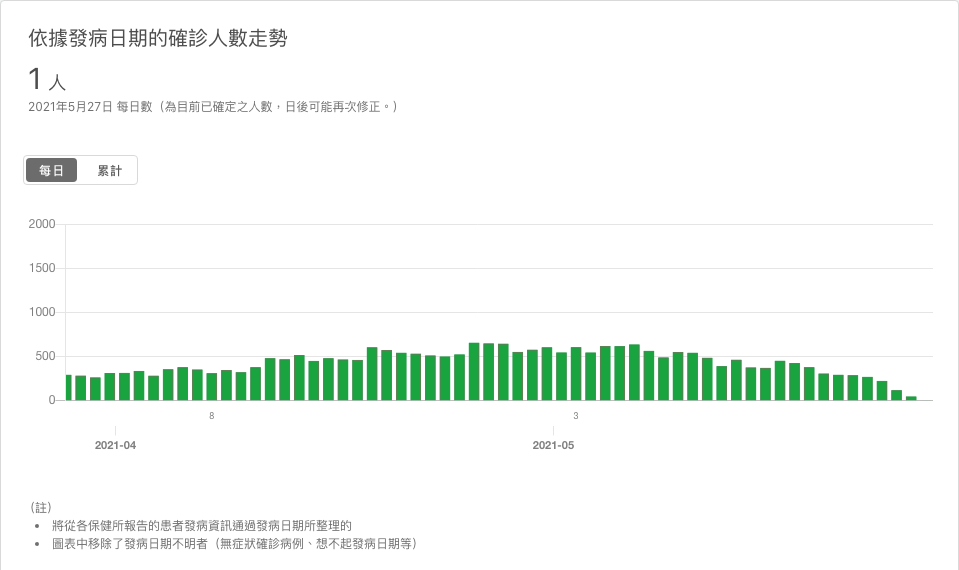 依據發病日期的確診人數走勢
1 人
2021年5月27日 每日數（為目前已確定之人數，日後可能再次修正。）
每日 累計
2000
1500
1000
500
0
8 3
2021-04 2021-05
（註）
• 將從各保健所報告的患者發病資訊通過發病日期所整理的
• 圖表中移除了發病日期不明者（無症狀確診病例、想不起發病日期等）